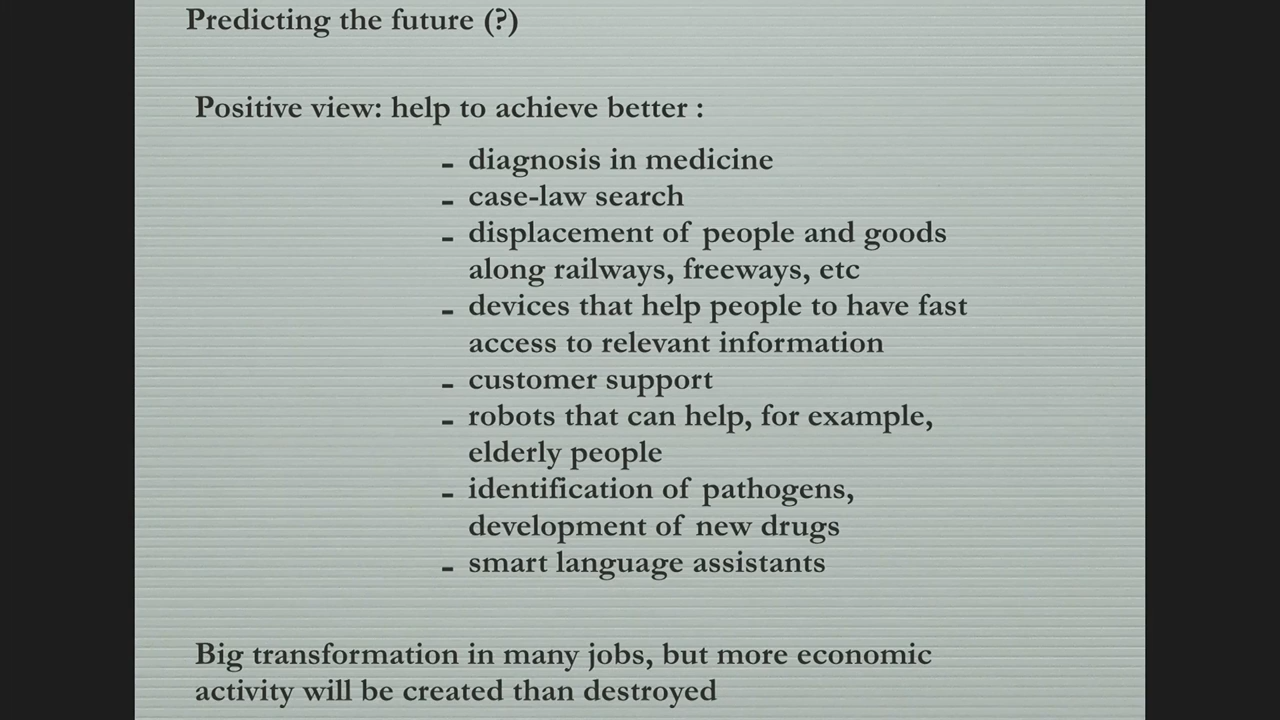 Predicting the future (?)
Positive view: help to achieve better :
- diagnosis in medicine
- case-law search
- displacement of people and goods
along railways, freeways, etc
- devices that help people to have fast
access to relevant information
- customer support
- robots that can help, for example,
elderly people
- identification of pathogens,
development of new drugs
- smart language assistants
Big transformation in many jobs, but more economic
activity will be created than destroyed